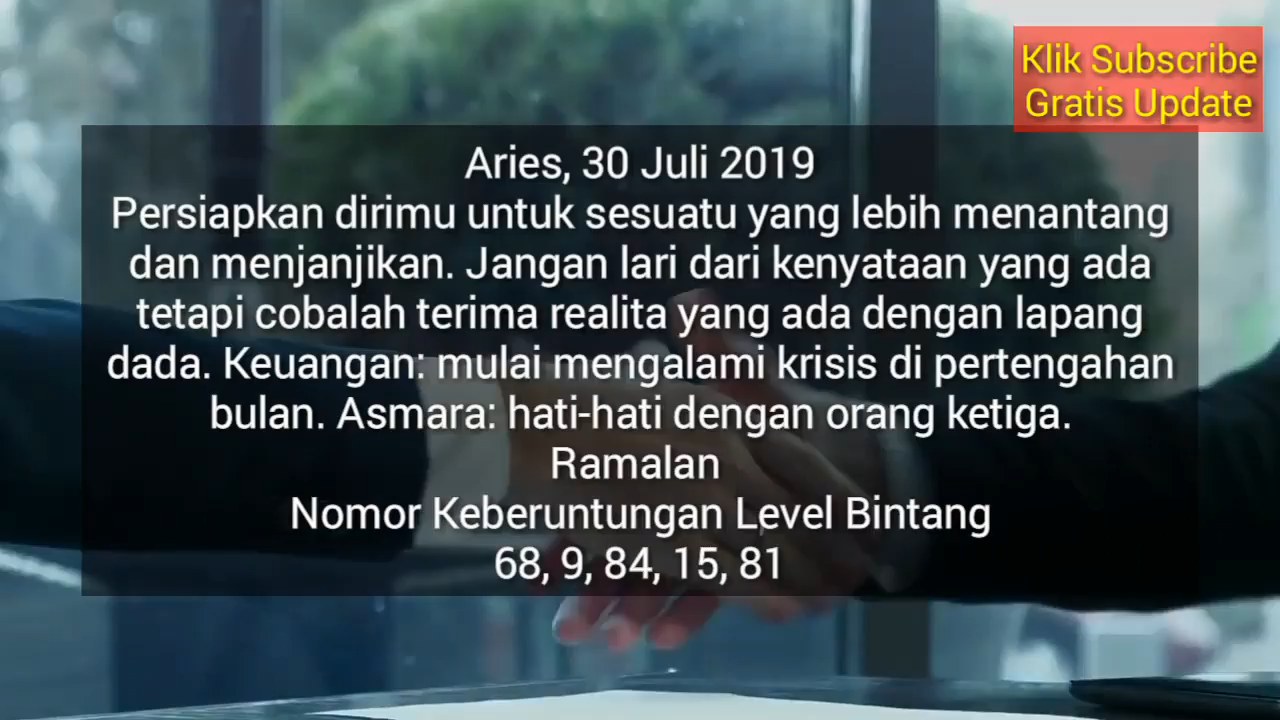 Klik Subscribe
Gratis Update
Aries, 30 Juli 2019
Persiapkan dirimu untuk sesuatu yang lebih menantang
dan menjanjikan. Jangan lari dari kenyataan yang ada
tetapi cobalah terima realita yang ada dengan lapang
dada. Keuangan: mulai mengalami krisis di pertengahan
bulan. Asmara: hati-hati dengan orang ketiga.
Ramalan
Nomor Keberuntungan Level Bintang
68, 9, 84, 15, 81